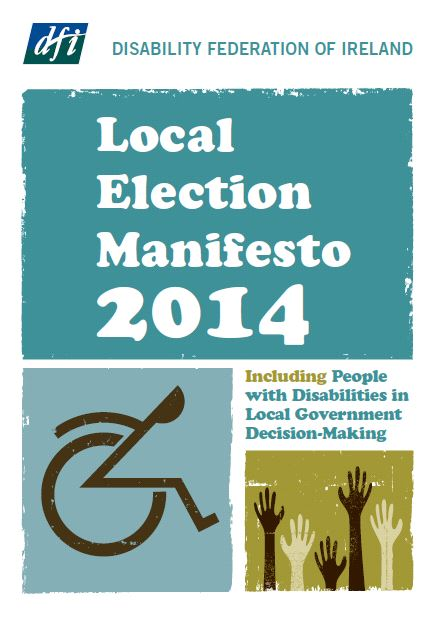 dfi
DISABILITY FEDERATION OF IRELAND
Local
Election
Manifesto
2014
Including People
with Disabilities in
Local Government
Decision-Making